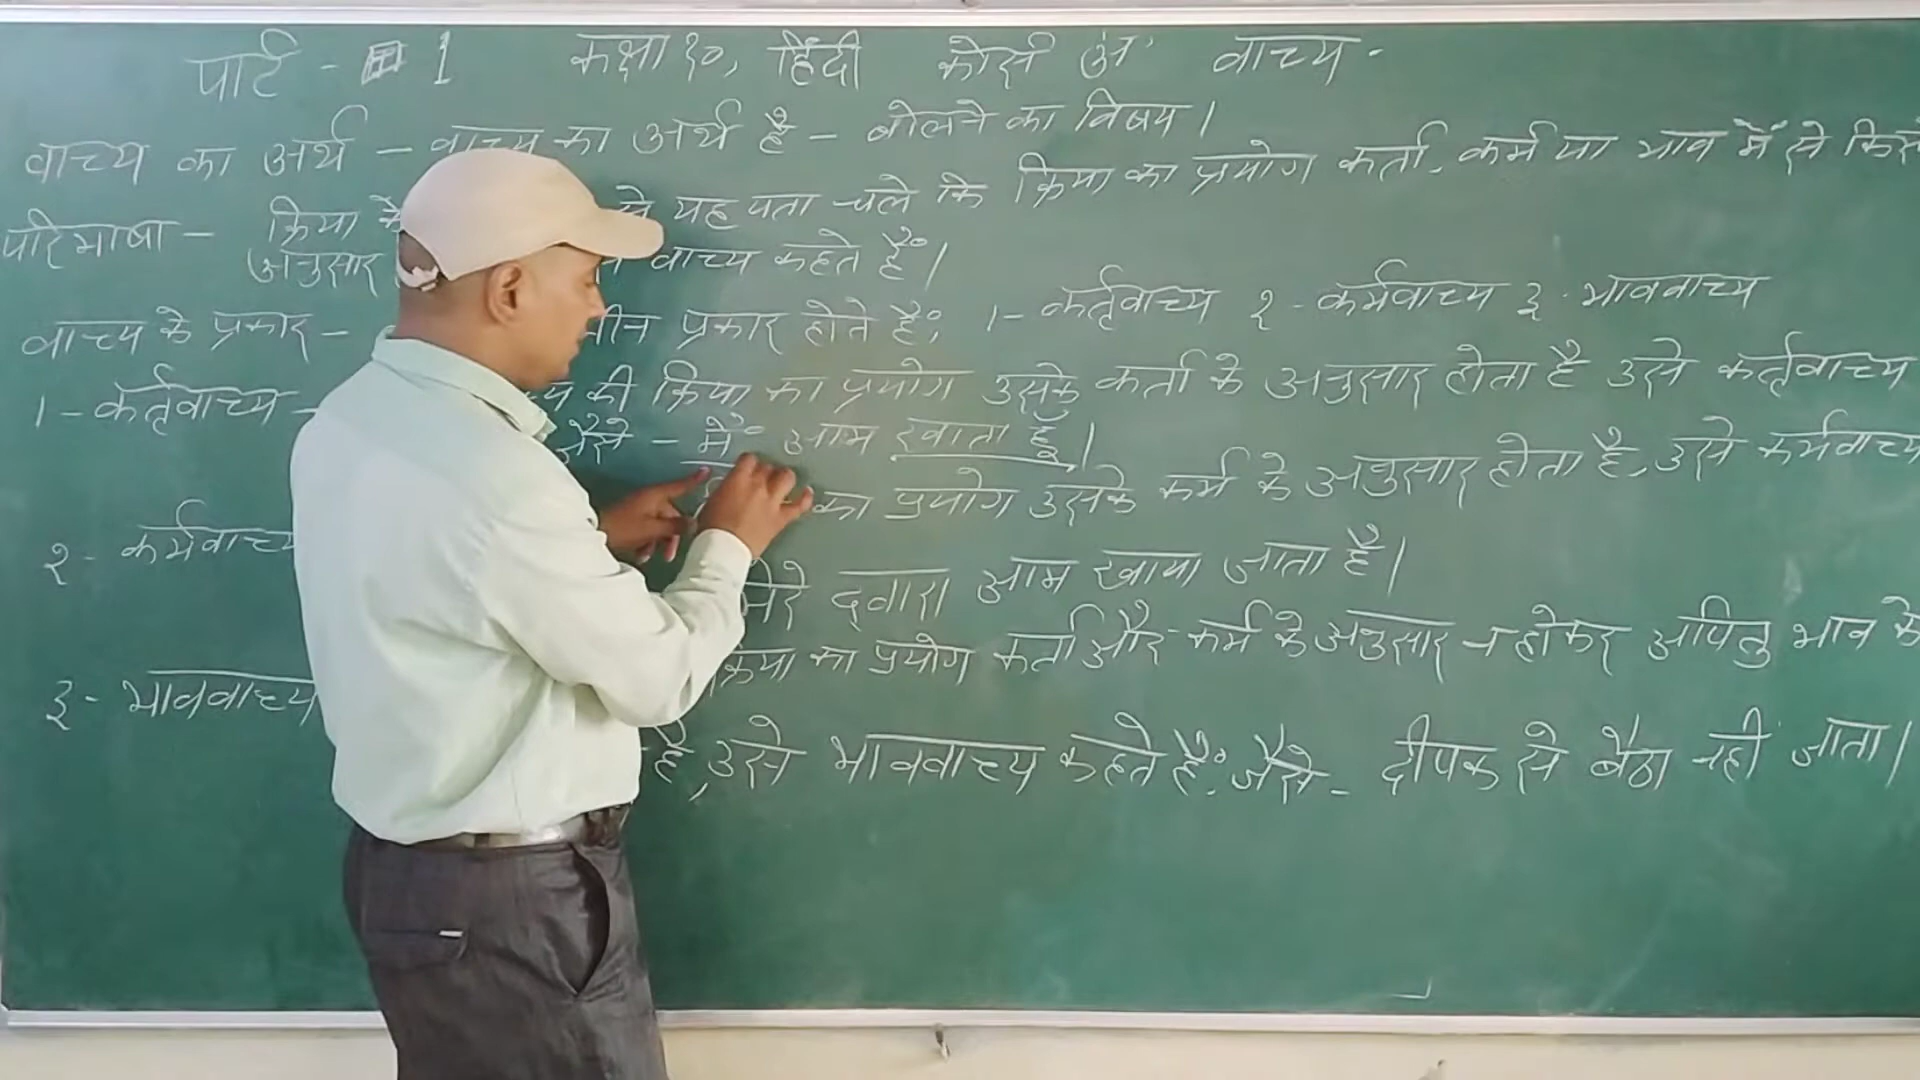 पार्ट - 1 कक्षा १०, हिंदी कोर्स 'अ' वाच्य -
वाच्य का अर्थ - वाच्य का अर्थ है - बोलने का विषय।
परिभाषा - क्रिया के से यह पता चले कि क्रिया का प्रयोग कर्ता, कर्म या भाव में से किस
अनुसार वाच्य कहते हैं।
वाच्य के प्रकार - तीन प्रकार होते हैं: 1- कर्तृवाच्य २- कर्मवाच्य ३- भाववाच्य
1- कर्तृवाच्य - की क्रिया का प्रयोग उसके कर्ता के अनुसार होता है उसे कर्तृवाच्य
जैसे - मैं आम खाता हूं।
२- कर्मवाच्य का प्रयोग उसके कर्म के अनुसार होता है, उसे कर्मवाच्य
मेरे द्वारा आम खाया जाता है।
३- भाववाच्य क्रिया का प्रयोग कर्ता और कर्म के अनुसार न होकर अपितु भाव के
है, उसे भाववाच्य कहते हैं: जैसे - दीपक से बैठा नहीं जाता।